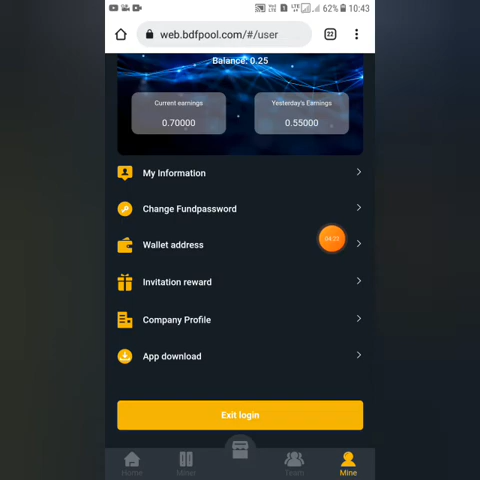 62% 10:43
web.bdfpool.com/#/user
22
Balance: 0.25
Current earnings
Yesterday's Earnings
0.70000
0.55000
My Information
Change Fundpassword
Wallet address
Invitation reward
Company Profile
App download
Exit login
Home
Miner
Team
Mine